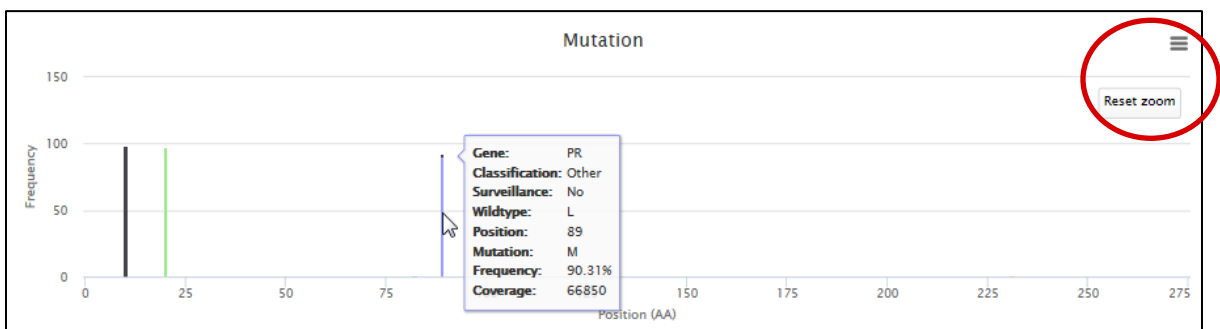 Mutation
150
Reset zoom
100
Frequency
50
0
Gene: PR
Classification: Other
Surveillance: No
Wildtype: L
Position: 89
Mutation: M
Frequency: 90.31%
Coverage: 66850
0 25 50 75 150 175 200 225 250 275
Position (AA)